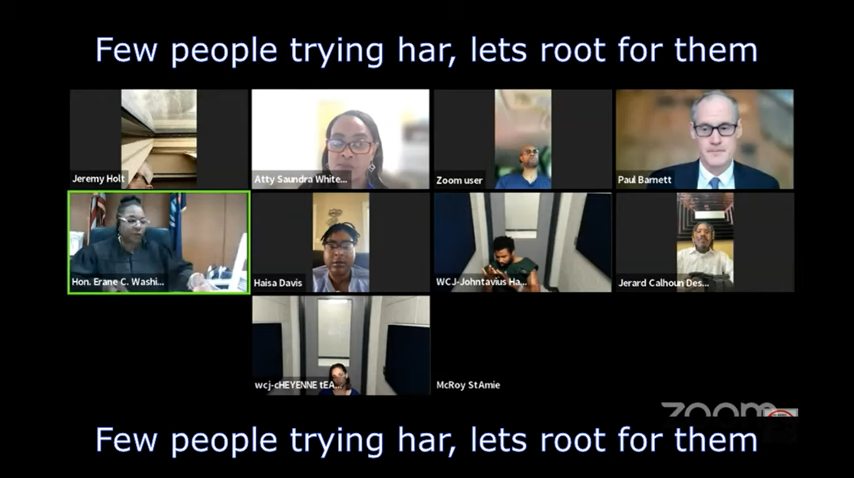 Few people trying har, lets root for them
Jeremy Holt
Atty Saundra White...
Zoom user
Paul Barnett
Hon. Erane C. Washi...
Haisa Davis
WCJ-Johntavius Ha...
Jerard Calhoun Des...
wcj-cHEYENNE tEA...
McRoy StAmie
zoom
Few people trying har, lets root for them